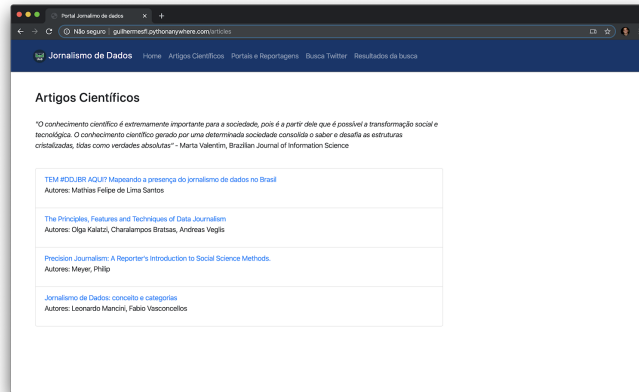 Portal Jornalimo de dados
Não seguro | guilhermesfl.pythonanywhere.com/articles
Jornalismo de Dados Home Artigos Científicos Portais e Reportagens Busca Twitter Resultados da busca
Artigos Científicos
"O conhecimento científico é extremamente importante para a sociedade, pois é a partir dele que é possível a transformação social e
tecnológica. O conhecimento científico gerado por uma determinada sociedade consolida o saber e desafia as estruturas
cristalizadas, tidas como verdades absolutas" - Marta Valentim, Brazilian Journal of Information Science
TEM #DDJBR AQUI? Mapeando a presença do jornalismo de dados no Brasil
Autores: Mathias Felipe de Lima Santos
The Principles, Features and Techniques of Data Journalism
Autores: Olga Kalatzi, Charalampos Bratsas, Andreas Veglis
Precision Journalism: A Reporter's Introduction to Social Science Methods.
Autores: Meyer, Philip
Jornalismo de Dados: conceito e categorias
Autores: Leonardo Mancini, Fabio Vasconcellos